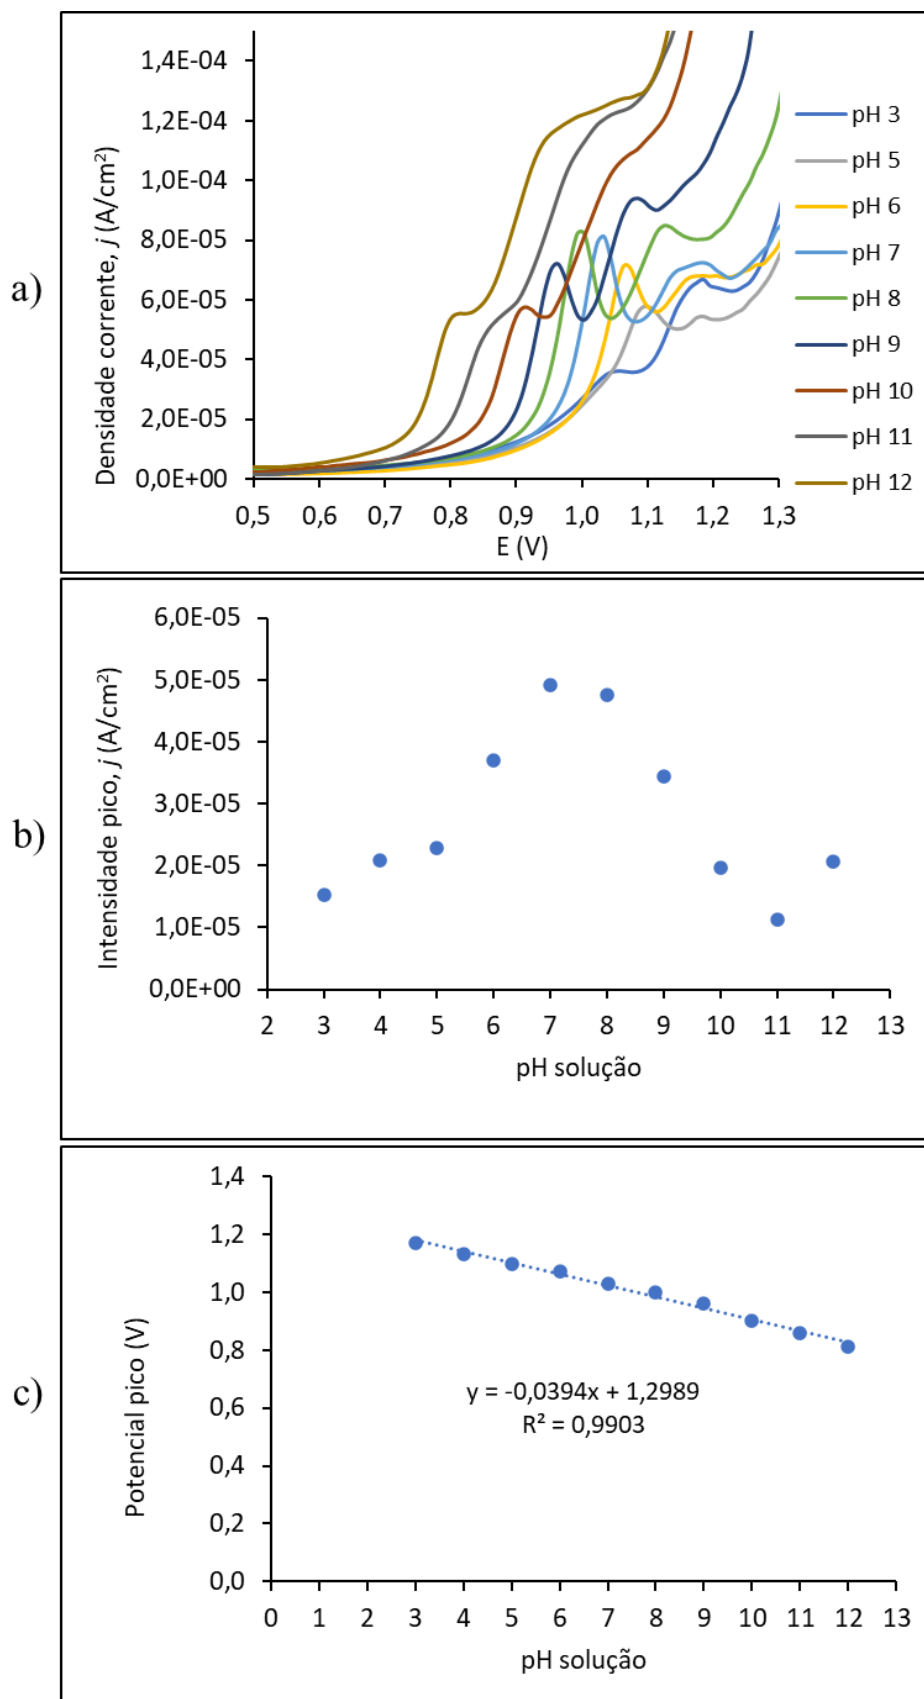 a)
Densidade corrente, j (A/cm²)
1,4E-04
1,2E-04
1,0E-04
8,0E-05
6,0E-05
4,0E-05
2,0E-05
0,0E+00
0,5 0,6 0,7 0,8 0,9 1,0 1,1 1,2 1,3
E (V)
pH 3
pH 5
pH 6
pH 7
pH 8
pH 9
pH 10
pH 11
pH 12
b)
Intensidade pico, j (A/cm²)
6,0E-05
5,0E-05
4,0E-05
3,0E-05
2,0E-05
1,0E-05
0,0E+00
2 3 4 5 6 7 8 9 10 11 12 13
pH solução
c)
Potencial pico (V)
1,4
1,2
1,0
0,8
0,6
0,4
0,2
0,0
y = -0,0394x + 1,2989
R² = 0,9903
0 1 2 3 4 5 6 7 8 9 10 11 12 13
pH solução